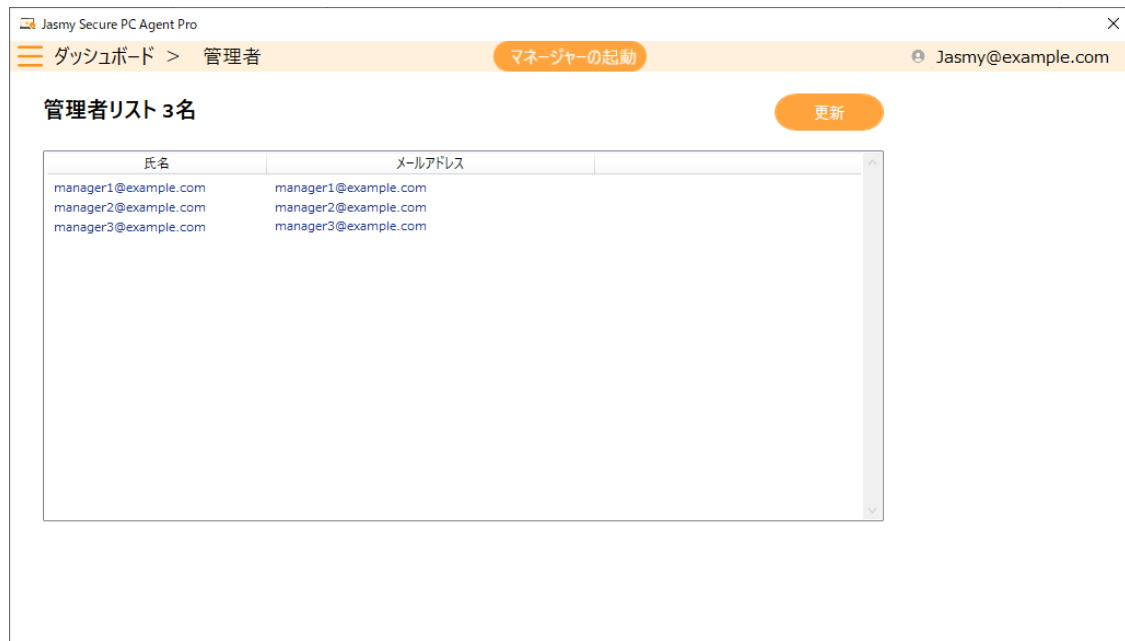 Jasmy Secure PC Agent Pro
ダッシュボード > 管理者 マネージャーの起動 Jasmy@example.com
管理者リスト 3名 更新
氏名 メールアドレス
manager1@example.com manager1@example.com
manager2@example.com manager2@example.com
manager3@example.com manager3@example.com